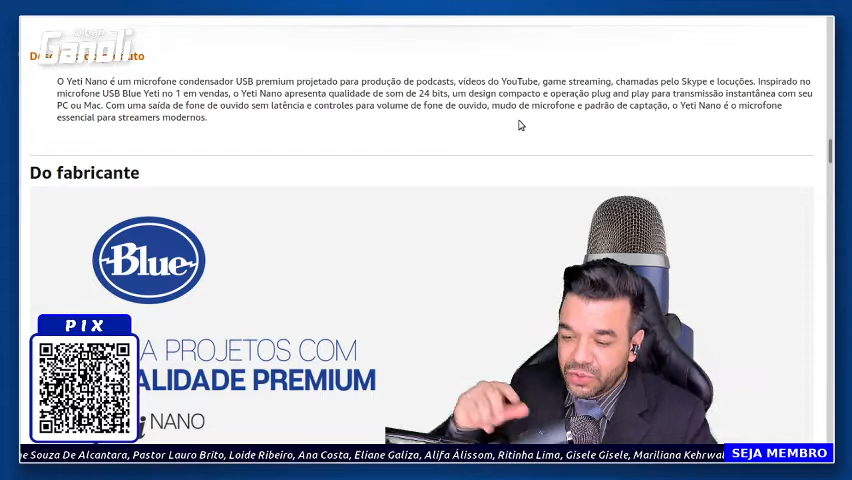 Ganoli
O Yeti Nano é um microfone condensador USB premium projetado para produção de podcasts, vídeos do YouTube, game streaming, chamadas pelo Skype e locuções. Inspirado no
microfone USB Blue Yeti no 1 em vendas, o Yeti Nano apresenta qualidade de som de 24 bits, um design compacto e operação plug and play para transmissão instantânea com seu
PC ou Mac. Com uma saída de fone de ouvido sem latência e controles para volume de fone de ouvido, mudo de microfone e padrão de captação, o Yeti Nano é o microfone
essencial para streamers modernos.
Do fabricante
Blue
PIX
A PROJETOS COM
ALIDADE PREMIUM
NANO
Souza De Alcantara, Pastor Lauro Brito, Loide Ribeiro, Ana Costa, Eliane Galiza, Alifa Álissom, Ritinha Lima, Gisele Gisele, Mariliana Kehrwal
SEJA MEMBRO